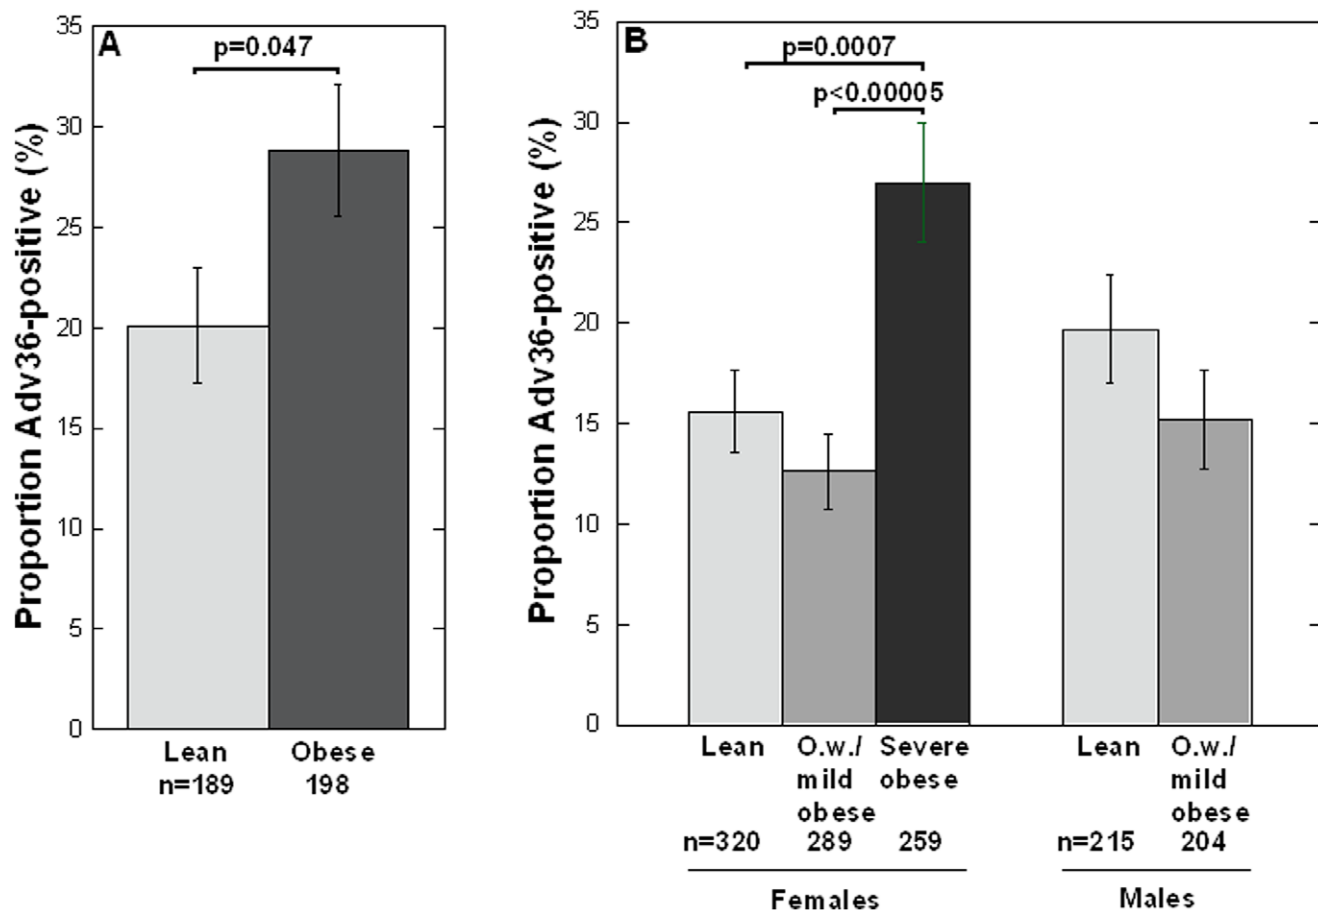 A
p=0.047
Proportion Adv36-positive (%)
35
30
25
20
15
10
5
0
Lean Obese
n=189 198
B
p=0.0007
p<0.00005
Proportion Adv36-positive (%)
35
30
25
20
15
10
5
0
Lean O.w./ Severe Lean O.w./
mild obese mild
obese obese
n=320 289 259 n=215 204
Females Males